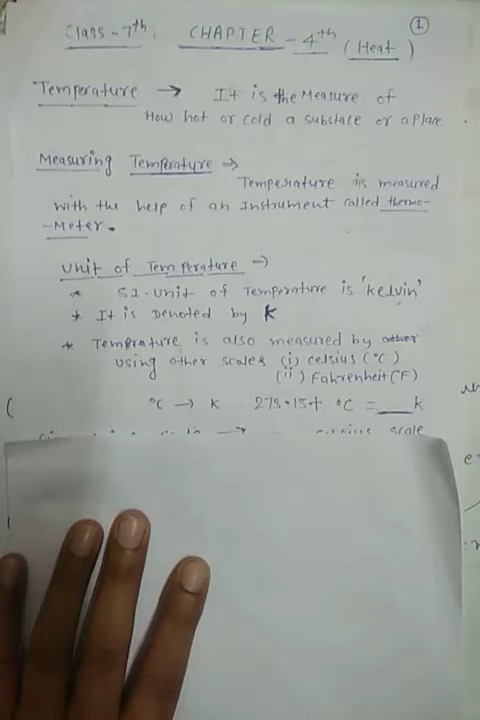 ①
Class-7th, CHAPTER - 4th (Heat)
Temperature → It is the Measure of
How hot or cold a substace or a place.
Measuring Temperature →
Temperature is measured
with the help of an Instrument called thermo-
-Meter.
Unit of Temperature →
* SI-unit of Temperature is 'Kelvin'
* It is Denoted by K
* Temprature is also measured by other
using other scales (i) celsius (°C)
(ii) Fahrenheit (°F)
( °C → K 273.15+ °C = __ K
scale